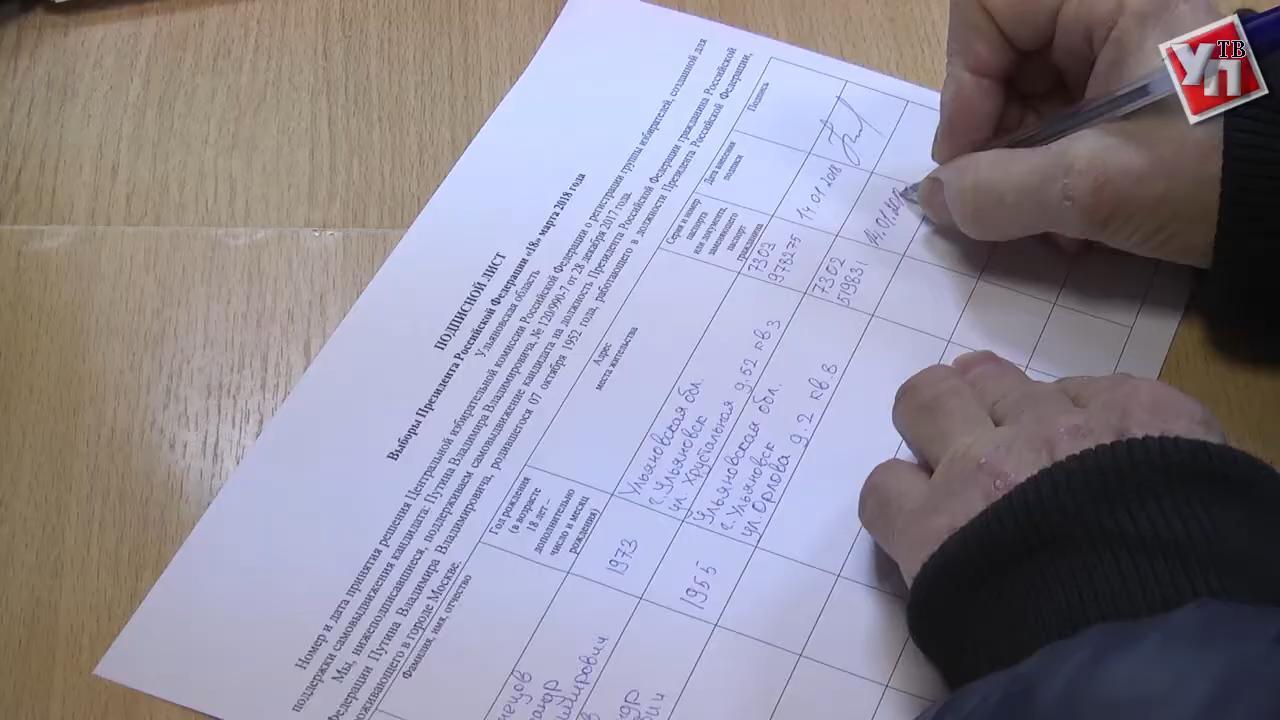 ПОДПИСНОЙ ЛИСТ
Выборы Президента Российской Федерации «18» марта 2018 года
Ульяновская область
Номер и дата принятия решения Центральной избирательной комиссии Российской Федерации о регистрации группы избирателей, созданной для
поддержки самовыдвижения кандидата: Путина Владимира Владимировича, № 120/990-7 от 28 декабря 2017 года.
Мы, нижеподписавшиеся, поддерживаем самовыдвижение кандидата на должность Президента Российской Федерации гражданина Российской
Федерации Путина Владимира Владимировича, родившегося 07 октября 1952 года, работающего в должности Президента Российской Федерации,
проживающего в городе Москве.
Фамилия, имя, отчество
Год рождения
(в возрасте
18 лет –
дополнительно
число и месяц
рождения)
Адрес
места жительства
Серия и номер
паспорта
или документа,
заменяющего
паспорт
гражданина
Дата внесения
подписи
Подпись
1973
Ульяновская обл.
г. Ульяновск
ул. Хрустальная д.52 кв 3
7303
978275
14.01.2018
1955
Ульяновская обл.
г. Ульяновск
ул Орлова д. 2 кв.8
7302
519831
14.01.201
УП ТВ